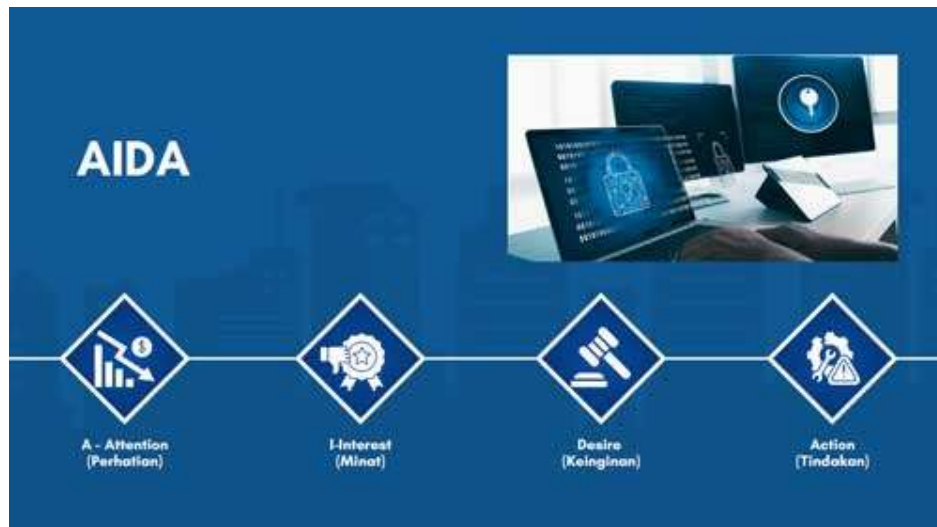 AIDA
A - Attention
(Perhatian)
I-Interest
(Minat)
Desire
(Keinginan)
Action
(Tindakan)